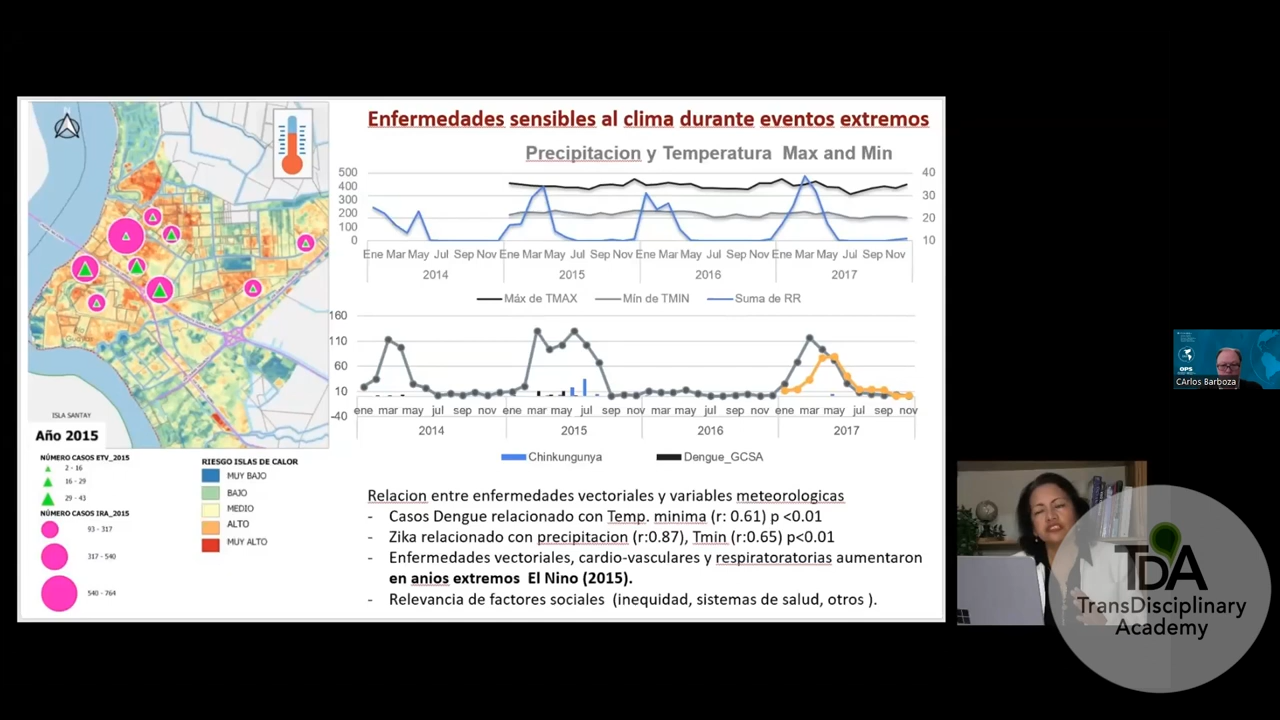 Enfermedades sensibles al clima durante eventos extremos
Precipitacion y Temperatura Max and Min
500
400
300
200
100
0
40
30
20
10
Ene Mar May Jul Sep Nov Ene Mar May Jul Sep Nov Ene Mar May Jul Sep Nov Ene Mar May Jul Sep Nov
2014 2015 2016 2017
Máx de TMAX Mín de TMIN Suma de RR
160
110
60
10
-40
ene mar may jul sep nov ene mar may jul sep nov ene mar may jul sep nov ene mar may jul sep nov
2014 2015 2016 2017
Chinkungunya Dengue_GCSA
Relacion entre enfermedades vectoriales y variables meteorologicas
- Casos Dengue relacionado con Temp. minima (r: 0.61) p <0.01
- Zika relacionado con precipitacion (r:0.87), Tmin (r:0.65) p<0.01
- Enfermedades vectoriales, cardio-vasculares y respiratoratorias aumentaron
en anios extremos El Nino (2015).
- Relevancia de factores sociales (inequidad, sistemas de salud, otros ).
ISLA SANTAY
Año 2015
NÚMERO CASOS ETV_2015
2 - 16
16 - 29
29 - 43
NÚMERO CASOS IRA_2015
93 - 317
317 - 540
540 - 764
RIESGO ISLAS DE CALOR
MUY BAJO
BAJO
MEDIO
ALTO
MUY ALTO
OPS
CArlos Barboza
TDA
TransDisciplinary
Academy